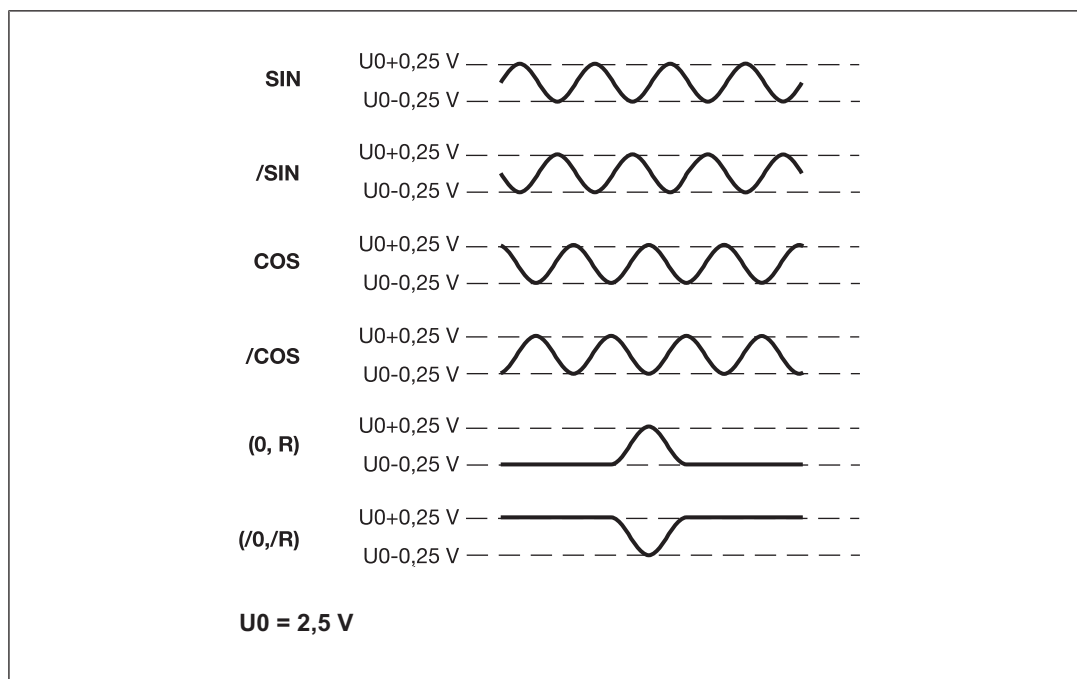 U0+0,25 V
SIN
U0-0,25 V
U0+0,25 V
/SIN
U0-0,25 V
U0+0,25 V
COS
U0-0,25 V
U0+0,25 V
/COS
U0-0,25 V
U0+0,25 V
(0, R)
U0-0,25 V
U0+0,25 V
(/0,/R)
U0-0,25 V
U0 = 2,5 V